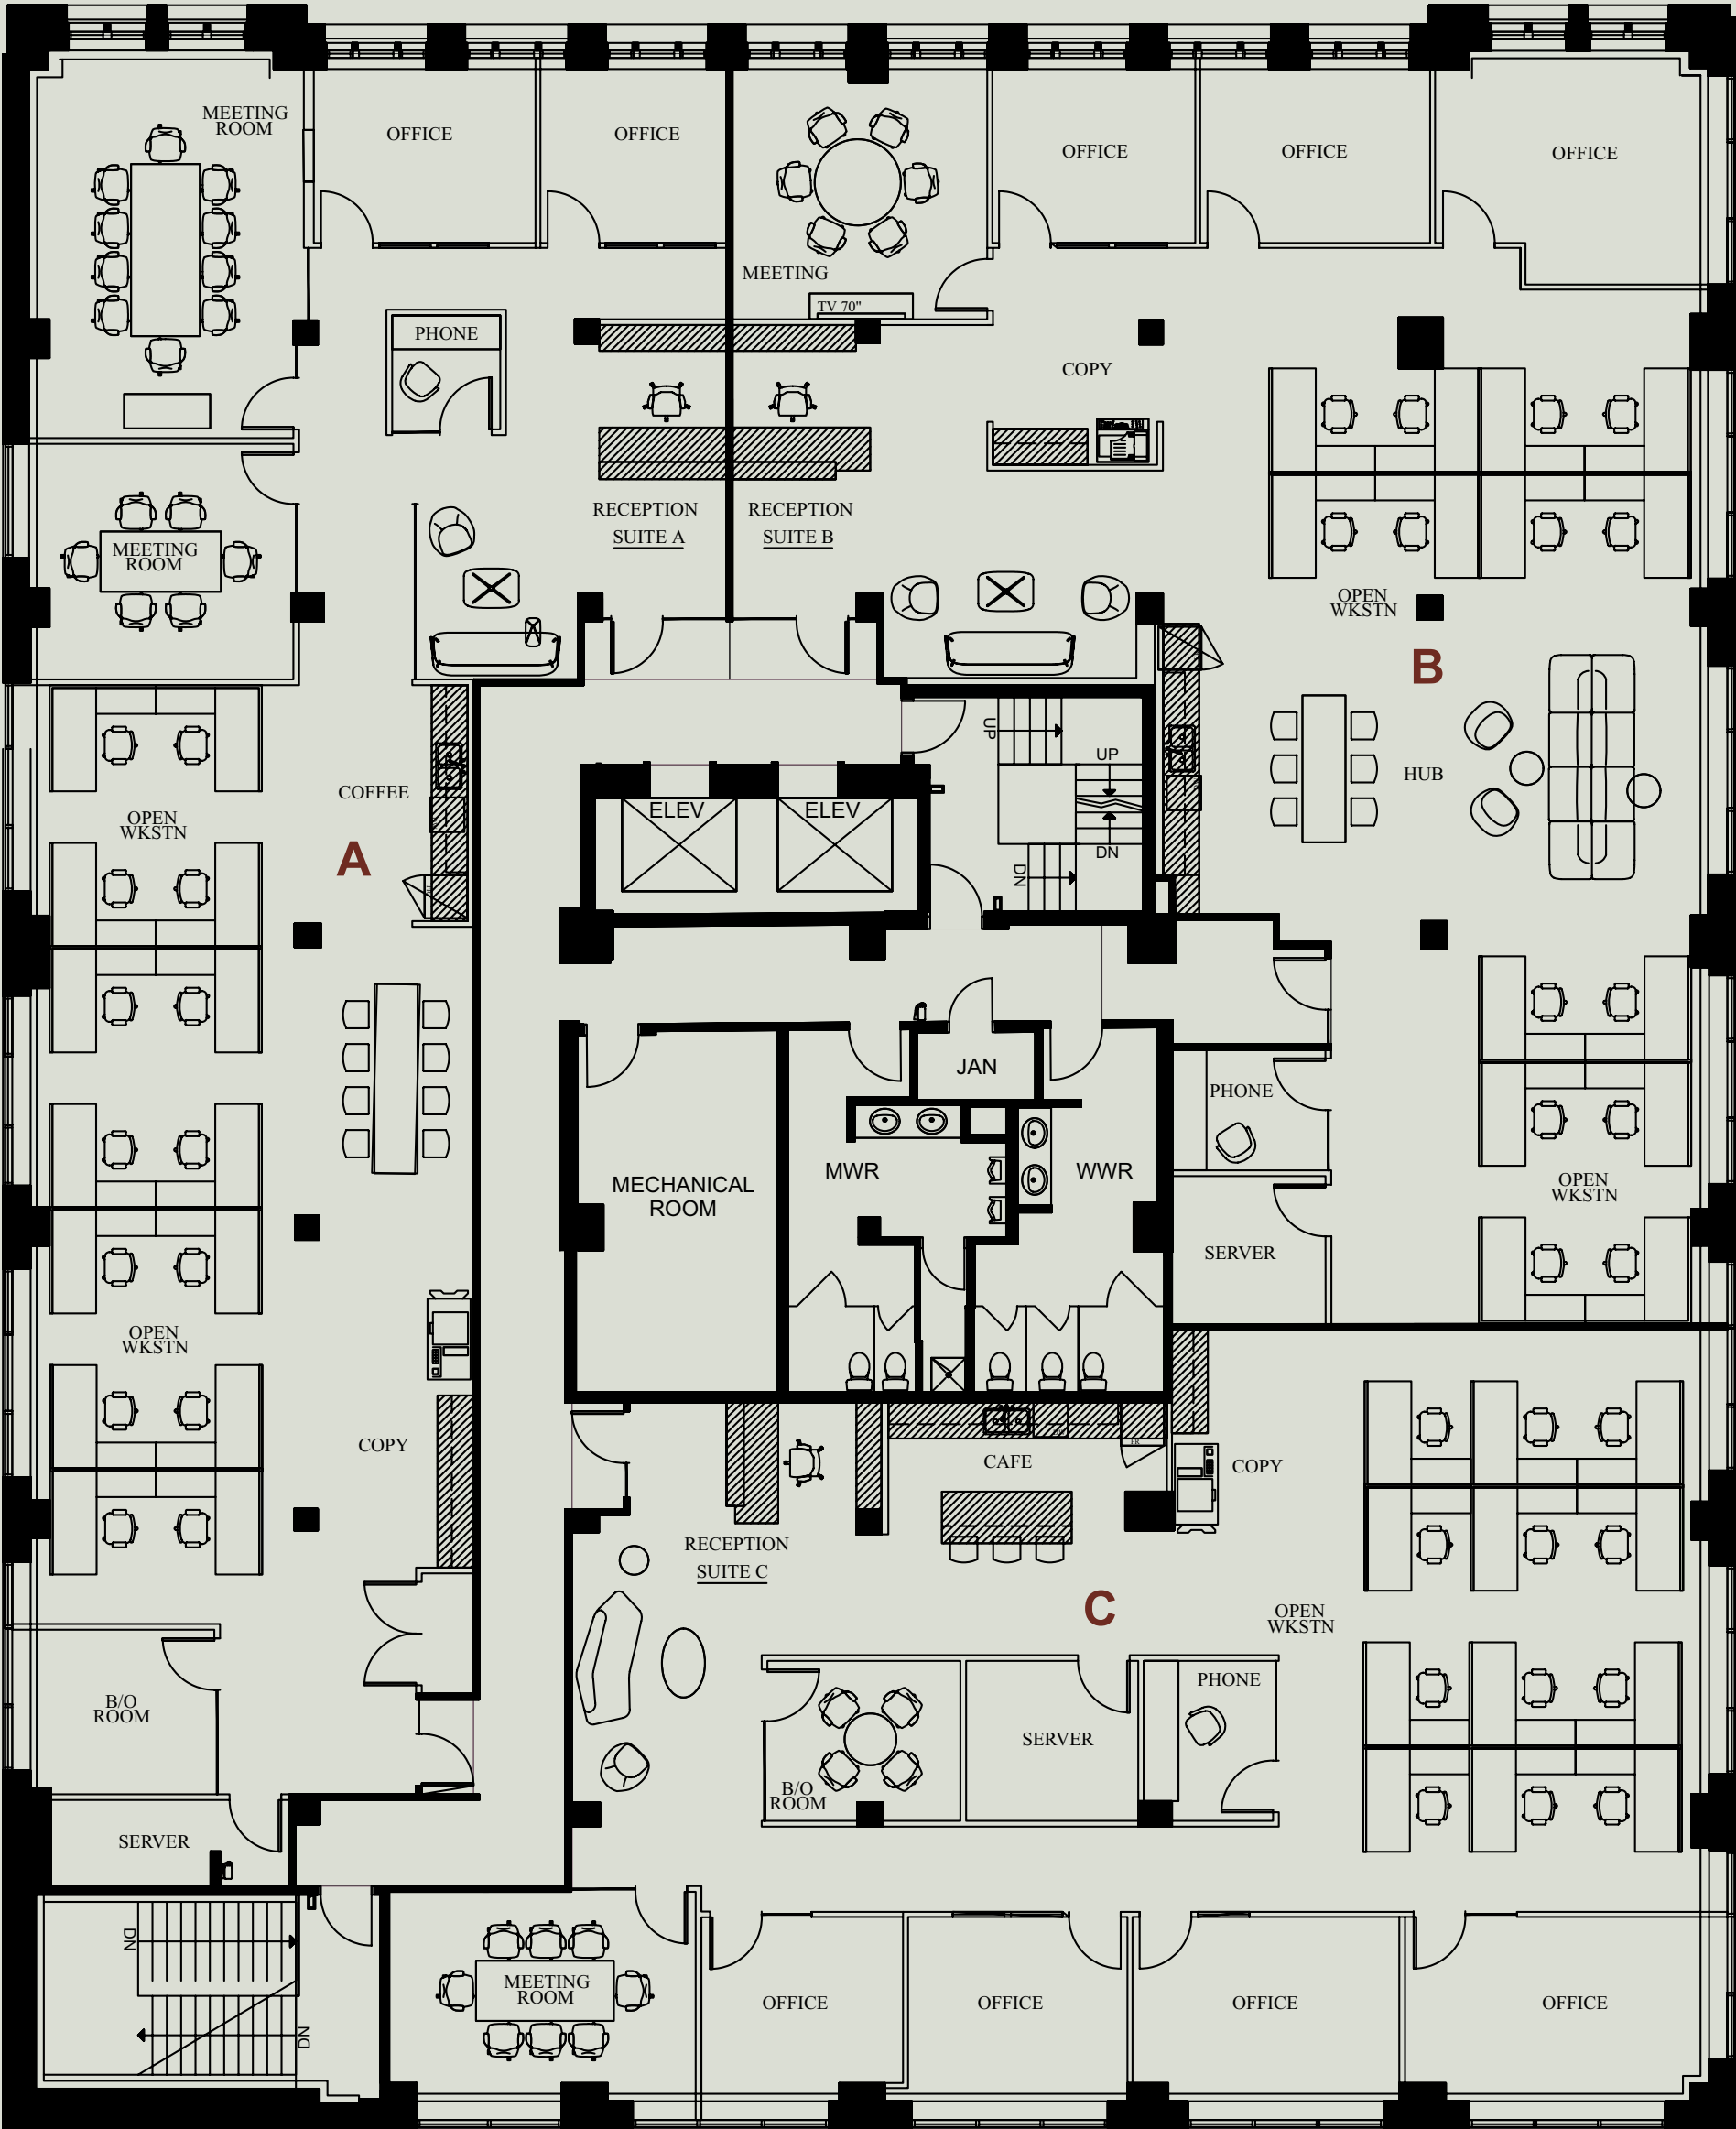 MEETING
ROOM
OFFICE
OFFICE
OFFICE
OFFICE
OFFICE
MEETING
TV 70"
PHONE
COPY
RECEPTION
SUITE A
RECEPTION
SUITE B
MEETING
ROOM
OPEN
WKSTN
B
UP
UP
DN
DN
HUB
COFFEE
OPEN
WKSTN
A
ELEV
ELEV
JAN
PHONE
MECHANICAL
ROOM
MWR
WWR
OPEN
WKSTN
SERVER
OPEN
WKSTN
COPY
CAFE
COPY
RECEPTION
SUITE C
C
OPEN
WKSTN
B/O
ROOM
PHONE
SERVER
B/O
ROOM
SERVER
DN
DN
MEETING
ROOM
OFFICE
OFFICE
OFFICE
OFFICE